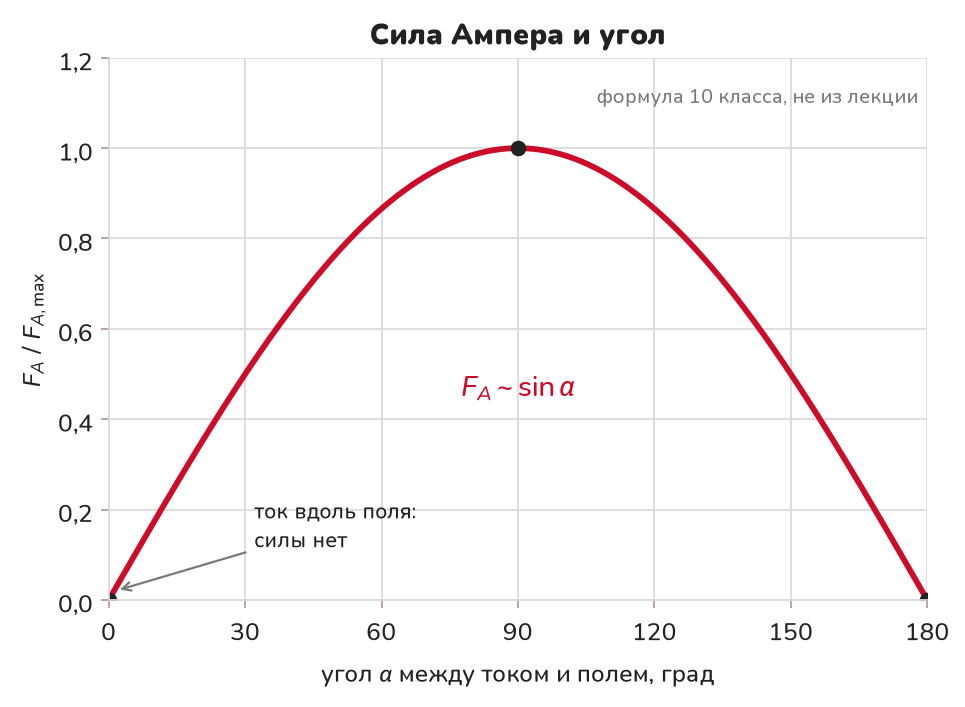 Сила Ампера и угол
формула 10 класса, не из лекции
1,2
1,0
0,8
0,6
0,4
0,2
0,0
F_A / F_{A,max}
F_A ~ sin α
ток вдоль поля:
силы нет
0 30 60 90 120 150 180
угол α между током и полем, град